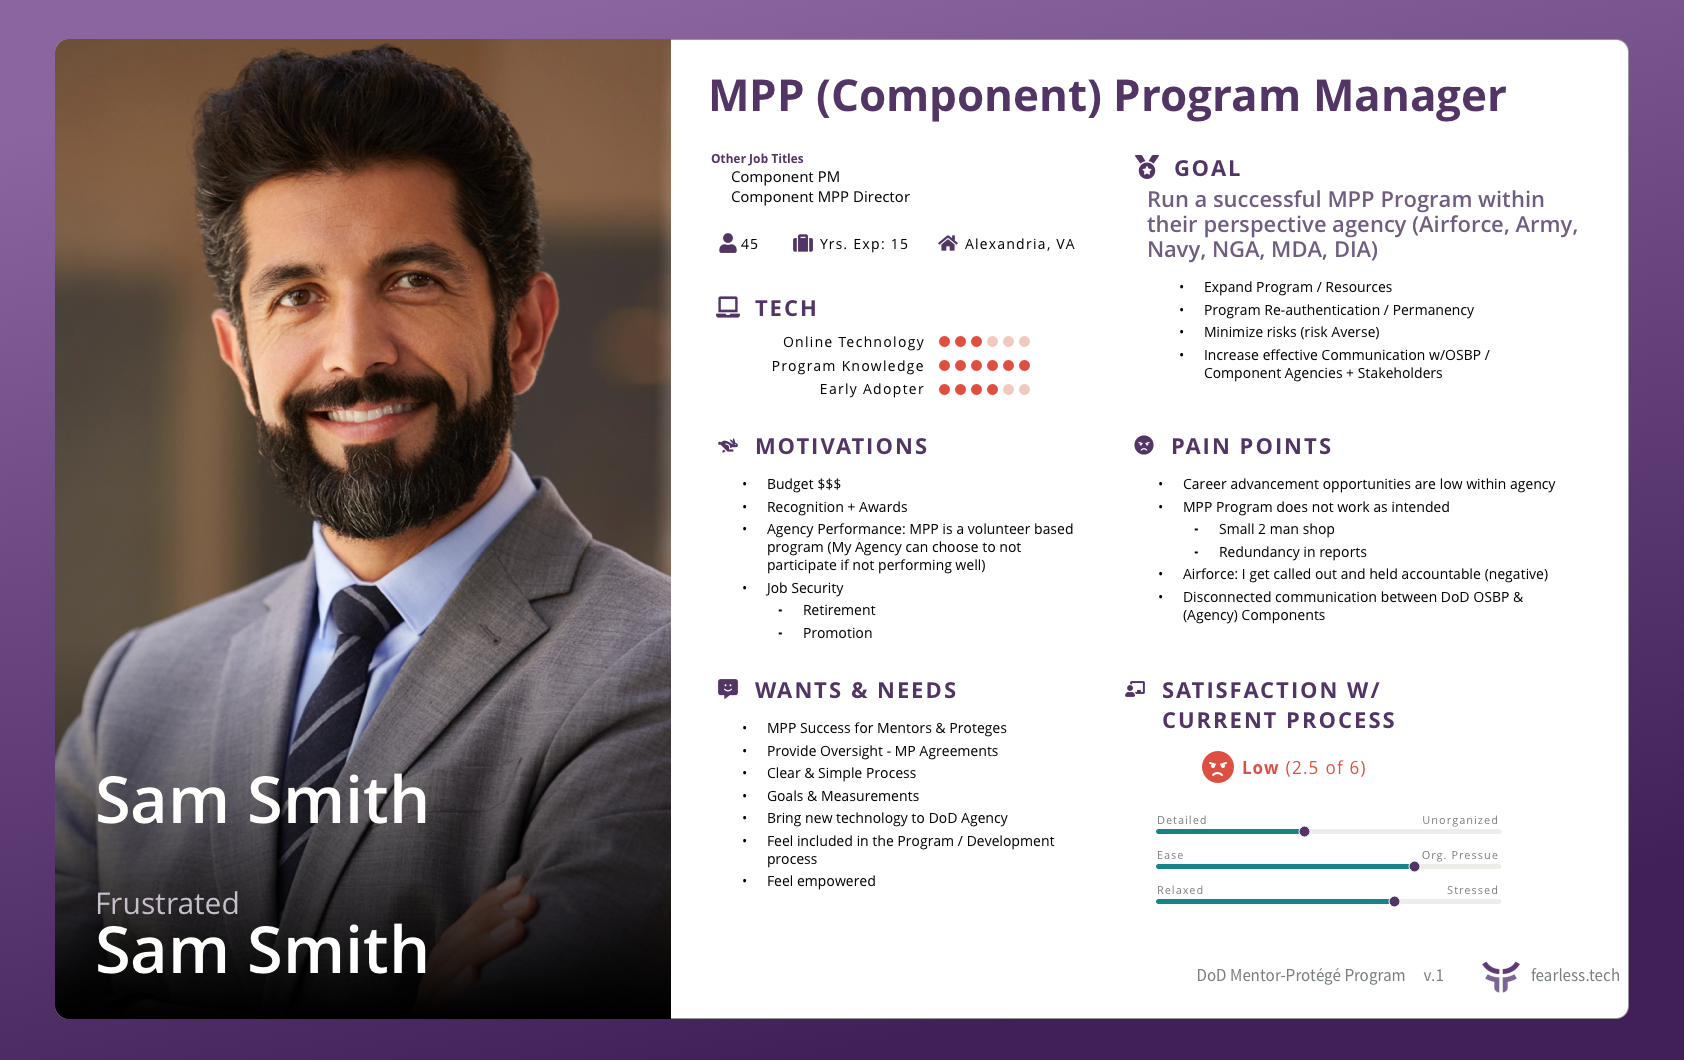 Sam Smith
Frustrated
Sam Smith
MPP (Component) Program Manager
Other Job Titles
Component PM
Component MPP Director
45
Yrs. Exp: 15
Alexandria, VA
TECH
Online Technology
Program Knowledge
Early Adopter
MOTIVATIONS
• Budget $$$
• Recognition + Awards
• Agency Performance: MPP is a volunteer based
program (My Agency can choose to not
participate if not performing well)
• Job Security
- Retirement
- Promotion
WANTS & NEEDS
• MPP Success for Mentors & Proteges
• Provide Oversight - MP Agreements
• Clear & Simple Process
• Goals & Measurements
• Bring new technology to DoD Agency
• Feel included in the Program / Development
process
• Feel empowered
GOAL
Run a successful MPP Program within
their perspective agency (Airforce, Army,
Navy, NGA, MDA, DIA)
• Expand Program / Resources
• Program Re-authentication / Permanency
• Minimize risks (risk Averse)
• Increase effective Communication w/OSBP /
Component Agencies + Stakeholders
PAIN POINTS
• Career advancement opportunities are low within agency
• MPP Program does not work as intended
- Small 2 man shop
- Redundancy in reports
• Airforce: I get called out and held accountable (negative)
• Disconnected communication between DoD OSBP &
(Agency) Components
SATISFACTION W/
CURRENT PROCESS
Low (2.5 of 6)
Detailed Unorganized
Ease Org. Pressue
Relaxed Stressed
DoD Mentor-Protégé Program v.1 fearless.tech